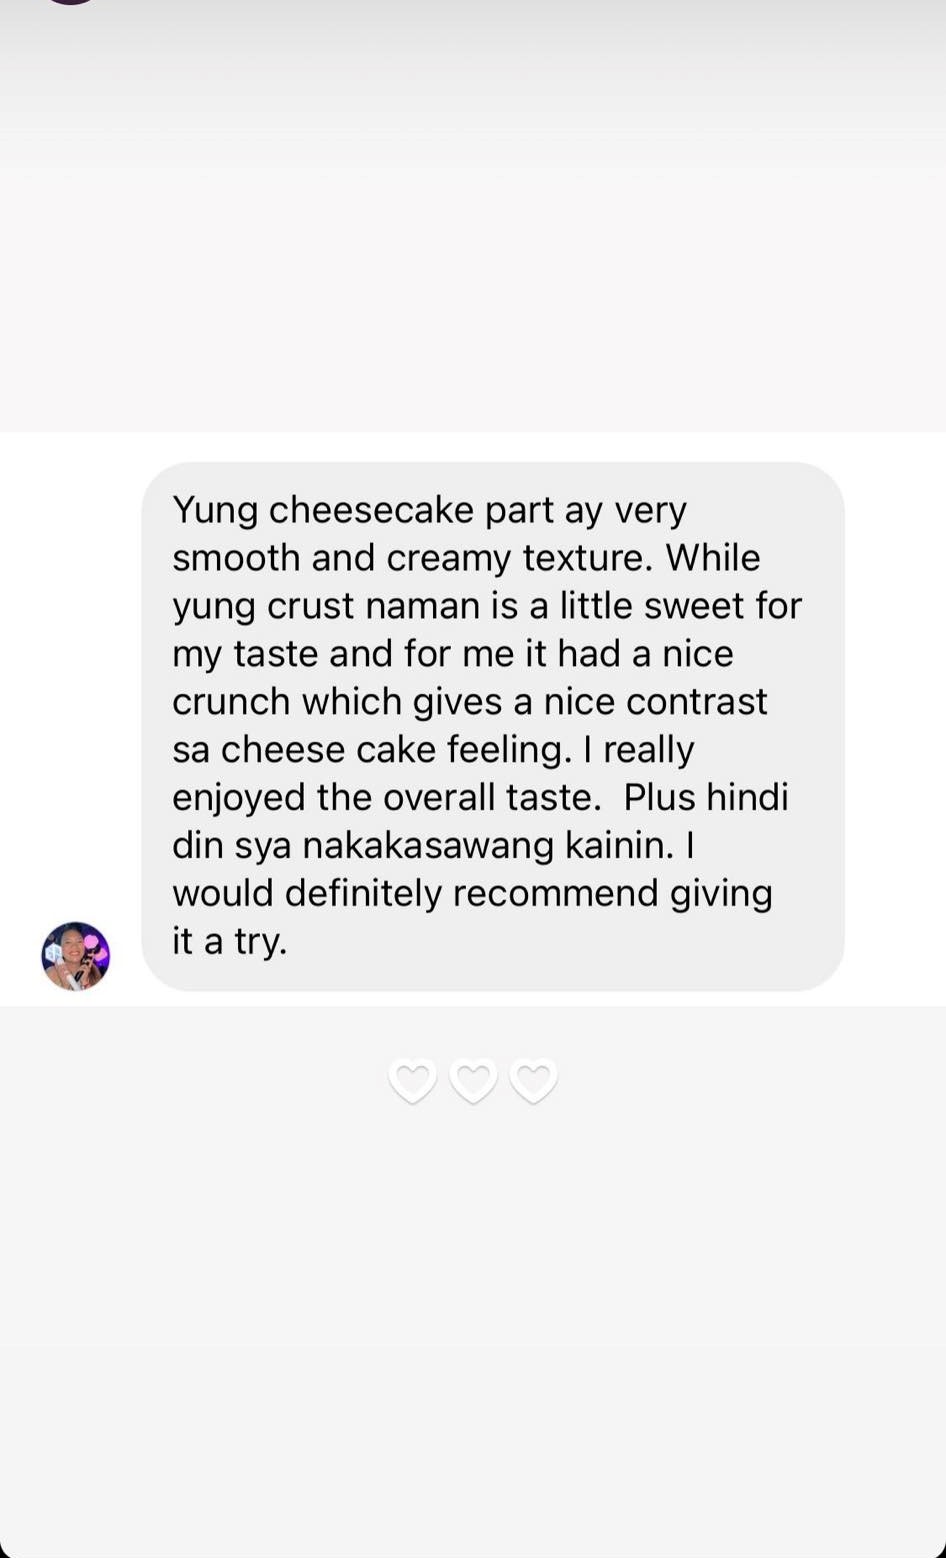 Yung cheesecake part ay very
smooth and creamy texture. While
yung crust naman is a little sweet for
my taste and for me it had a nice
crunch which gives a nice contrast
sa cheese cake feeling. I really
enjoyed the overall taste.  Plus hindi
din sya nakakasawang kainin. I
would definitely recommend giving
it a try.